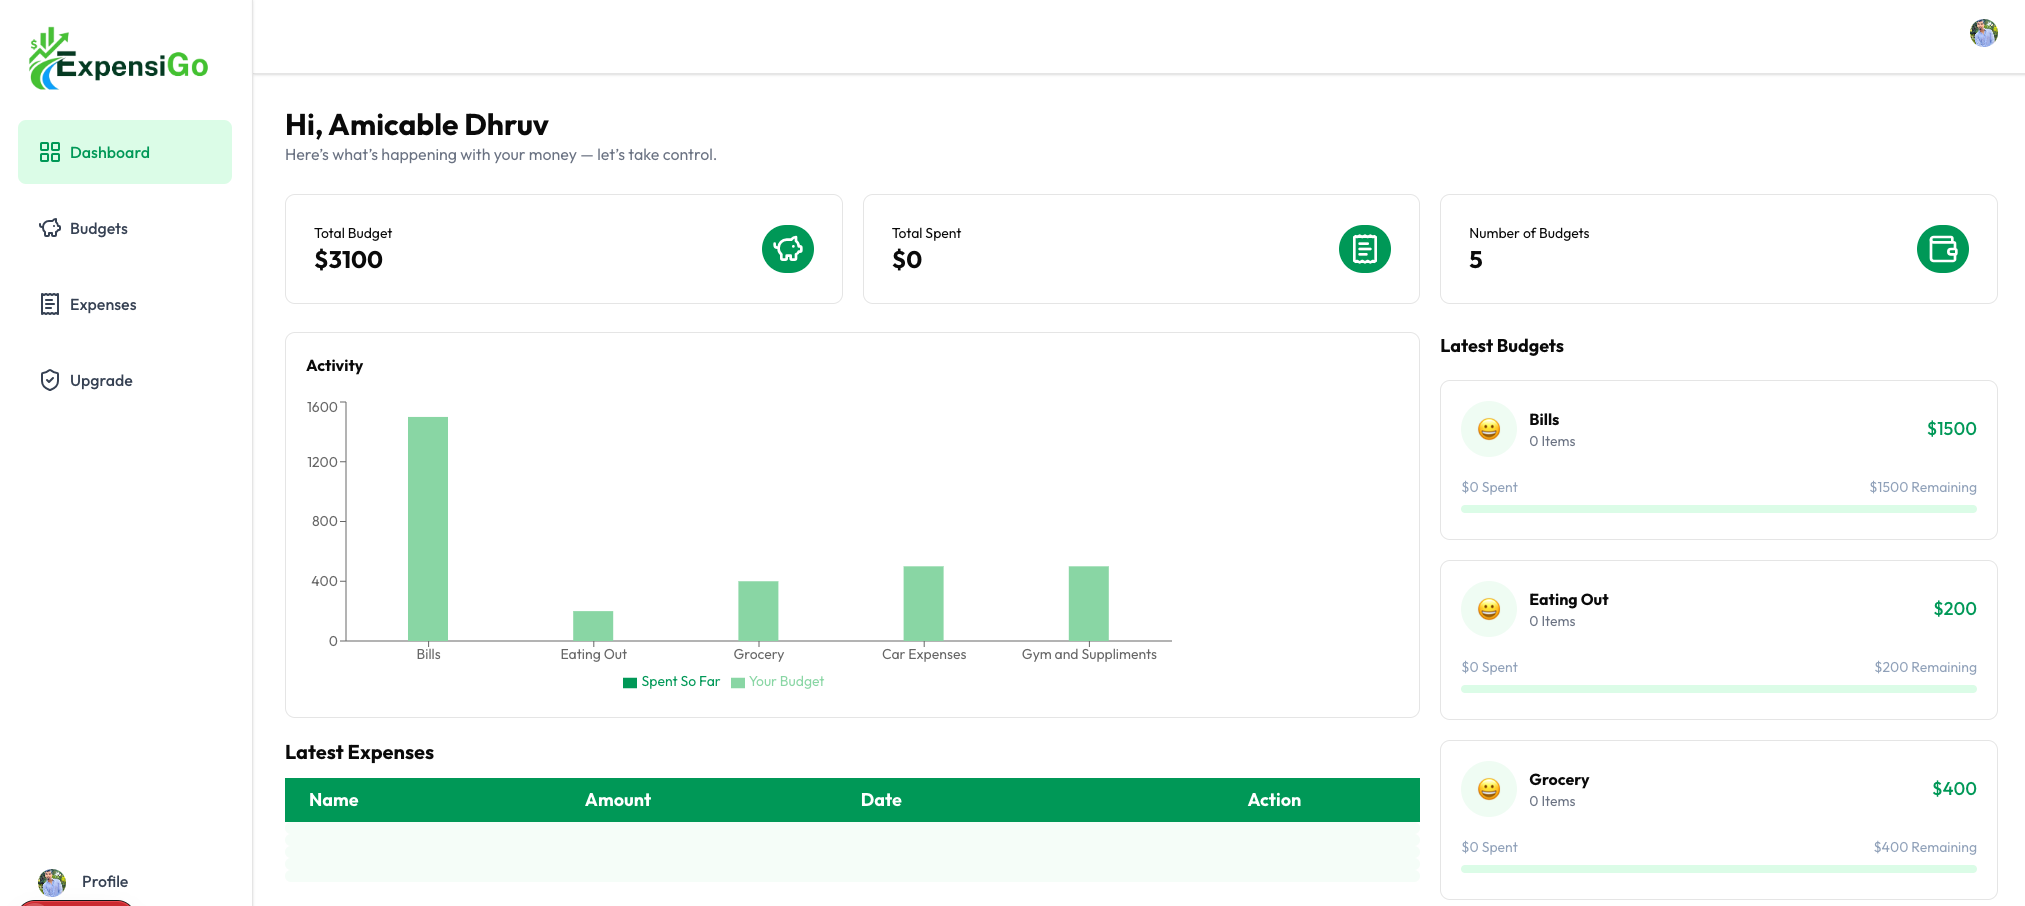 ExpensiGo
Dashboard
Budgets
Expenses
Upgrade
Profile
Hi, Amicable Dhruv
Here's what's happening with your money — let's take control.
Total Budget
$3100
Total Spent
$0
Number of Budgets
5
Activity
1600
1200
800
400
0
Bills
Eating Out
Grocery
Car Expenses
Gym and Suppliments
Spent So Far
Your Budget
Latest Expenses
Name Amount Date Action
Latest Budgets
Bills
0 Items
$1500
$0 Spent
$1500 Remaining
Eating Out
0 Items
$200
$0 Spent
$200 Remaining
Grocery
0 Items
$400
$0 Spent
$400 Remaining